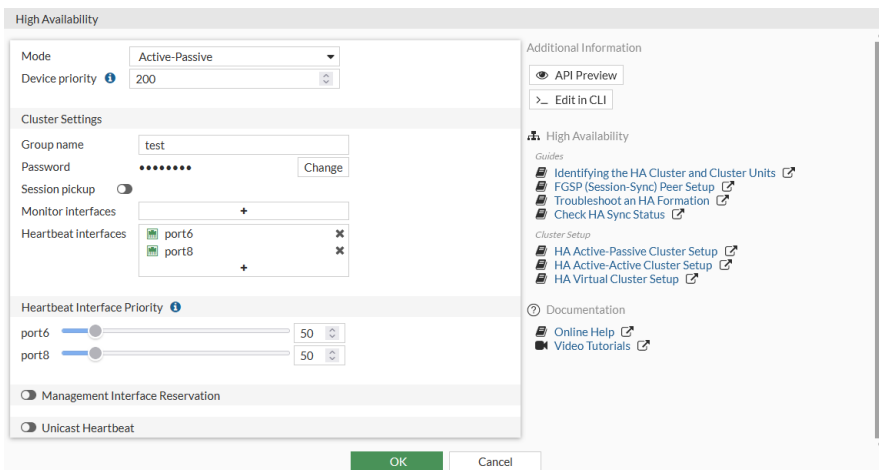 High Availability
Mode Active-Passive
Device priority 200
Cluster Settings
Group name test
Password •••••••• Change
Session pickup
Monitor interfaces +
Heartbeat interfaces port6
port8
+
Heartbeat Interface Priority
port6 50
port8 50
Management Interface Reservation
Unicast Heartbeat
OK Cancel
Additional Information
API Preview
>_ Edit in CLI
High Availability
Guides
Identifying the HA Cluster and Cluster Units
FGSP (Session-Sync) Peer Setup
Troubleshoot an HA Formation
Check HA Sync Status
Cluster Setup
HA Active-Passive Cluster Setup
HA Active-Active Cluster Setup
HA Virtual Cluster Setup
Documentation
Online Help
Video Tutorials